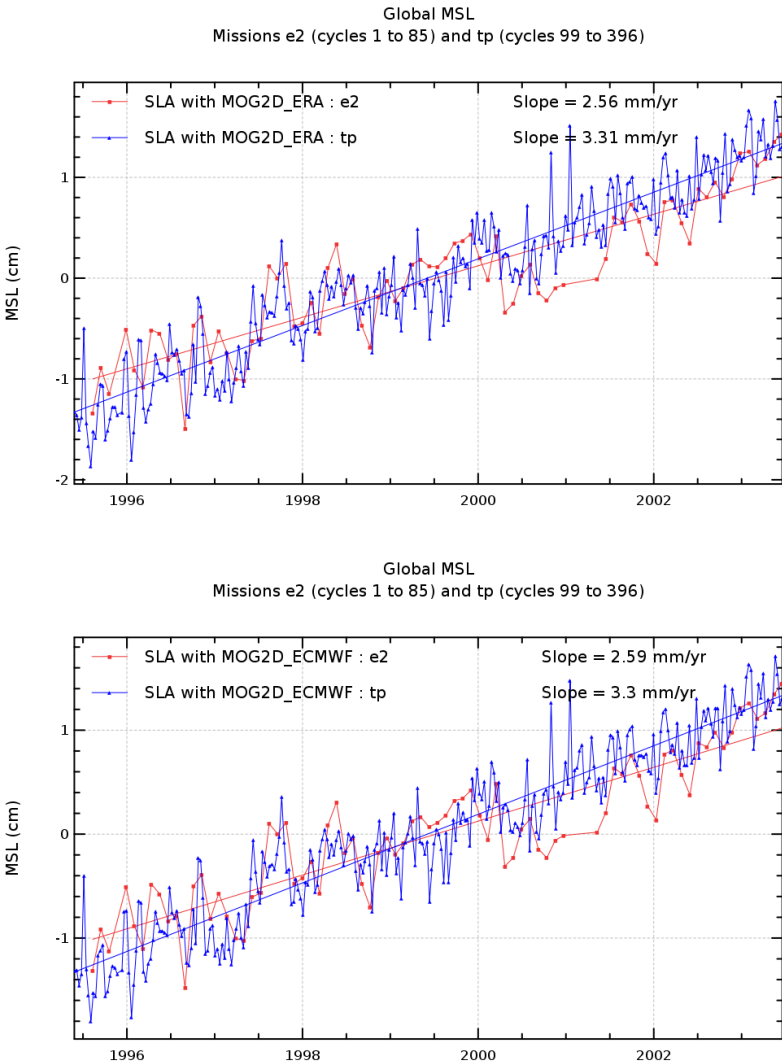 Global MSL
Missions e2 (cycles 1 to 85) and tp (cycles 99 to 396)
SLA with MOG2D_ERA : e2 Slope = 2.56 mm/yr
SLA with MOG2D_ERA : tp Slope = 3.31 mm/yr
1
0
-1
-2
MSL (cm)
1996 1998 2000 2002
Global MSL
Missions e2 (cycles 1 to 85) and tp (cycles 99 to 396)
SLA with MOG2D_ECMWF : e2 Slope = 2.59 mm/yr
SLA with MOG2D_ECMWF : tp Slope = 3.3 mm/yr
1
0
-1
MSL (cm)
1996 1998 2000 2002